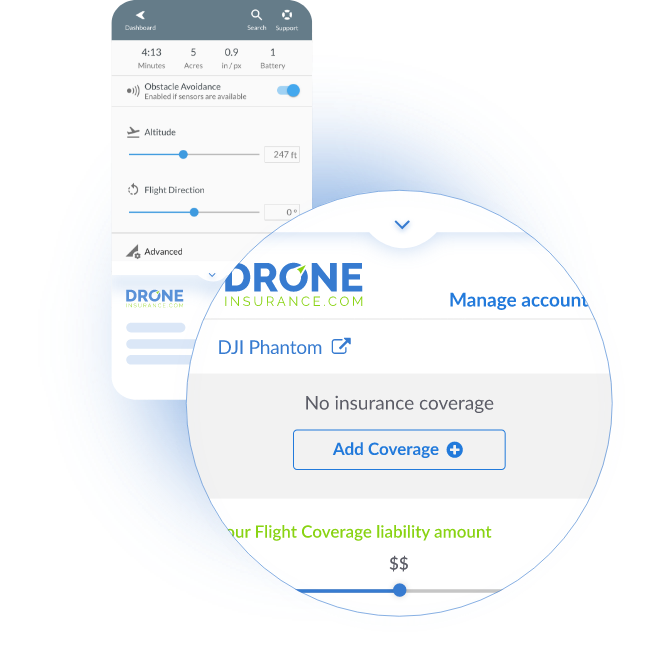 Dashboard
Search
Support
4:13
5
0.9
1
Minutes
Acres
in / px
Battery
Obstacle Avoidance
Enabled if sensors are available
Altitude
247 ft
Flight Direction
0 °
Advanced
DRONE
INSURANCE.COM
DRONE
INSURANCE.COM
Manage account
DJI Phantom
No insurance coverage
Add Coverage
our Flight Coverage liability amount
$$